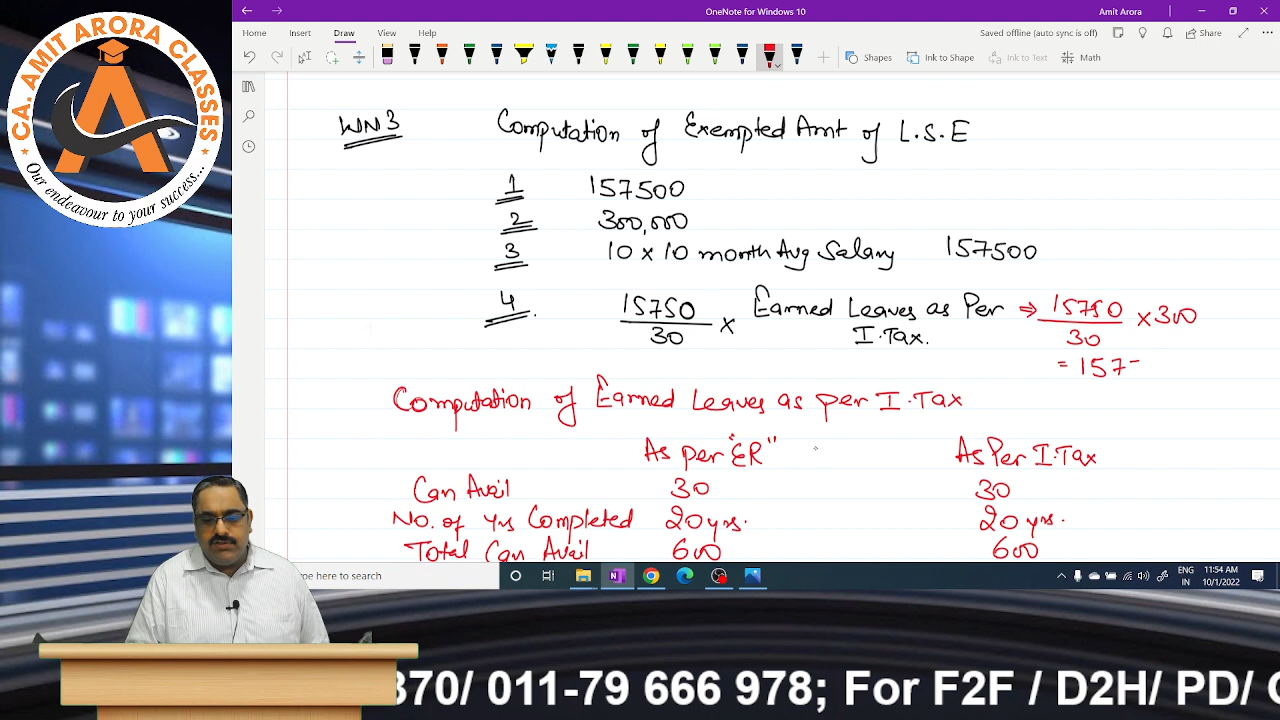 OneNote for Windows 10
Amit Arora
Home Insert Draw View Help
Saved offline (auto sync is off)
Share
Shapes
Ink to Shape
Ink to Text
Math
CA. AMIT ARORA CLASSES
Our endeavour to your success...
WN3 Computation of Exempted Amt of L.S.E
1 157500
2 300,000
3 10 x 10 month Avg Salary 157500
4. 15750/30 x Earned Leaves as Per I.Tax. ⇒ 15750/30 x 300
= 157-
Computation of Earned Leaves as per I.Tax
As per "ER" As Per I.Tax
Can Avail 30 30
No. of Yrs Completed 20 yrs. 20 yrs.
Total Can Avail 600 600
here to search
ENG
IN
11:54 AM
10/1/2022
370/ 011-79 666 978; For F2F / D2H/ PD/